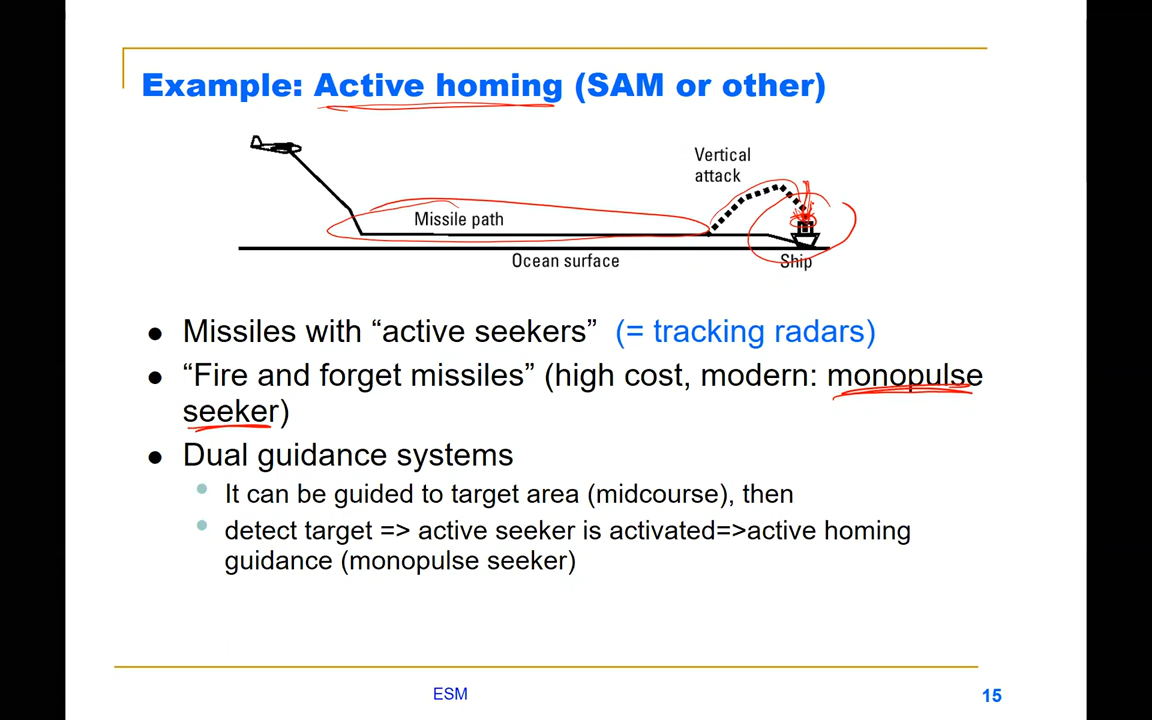 Example: Active homing (SAM or other)
Vertical
attack
Missile path
Ocean surface
Ship
● Missiles with “active seekers” (= tracking radars)
● “Fire and forget missiles” (high cost, modern: monopulse
seeker)
● Dual guidance systems
• It can be guided to target area (midcourse), then
• detect target => active seeker is activated=>active homing
guidance (monopulse seeker)
ESM
15